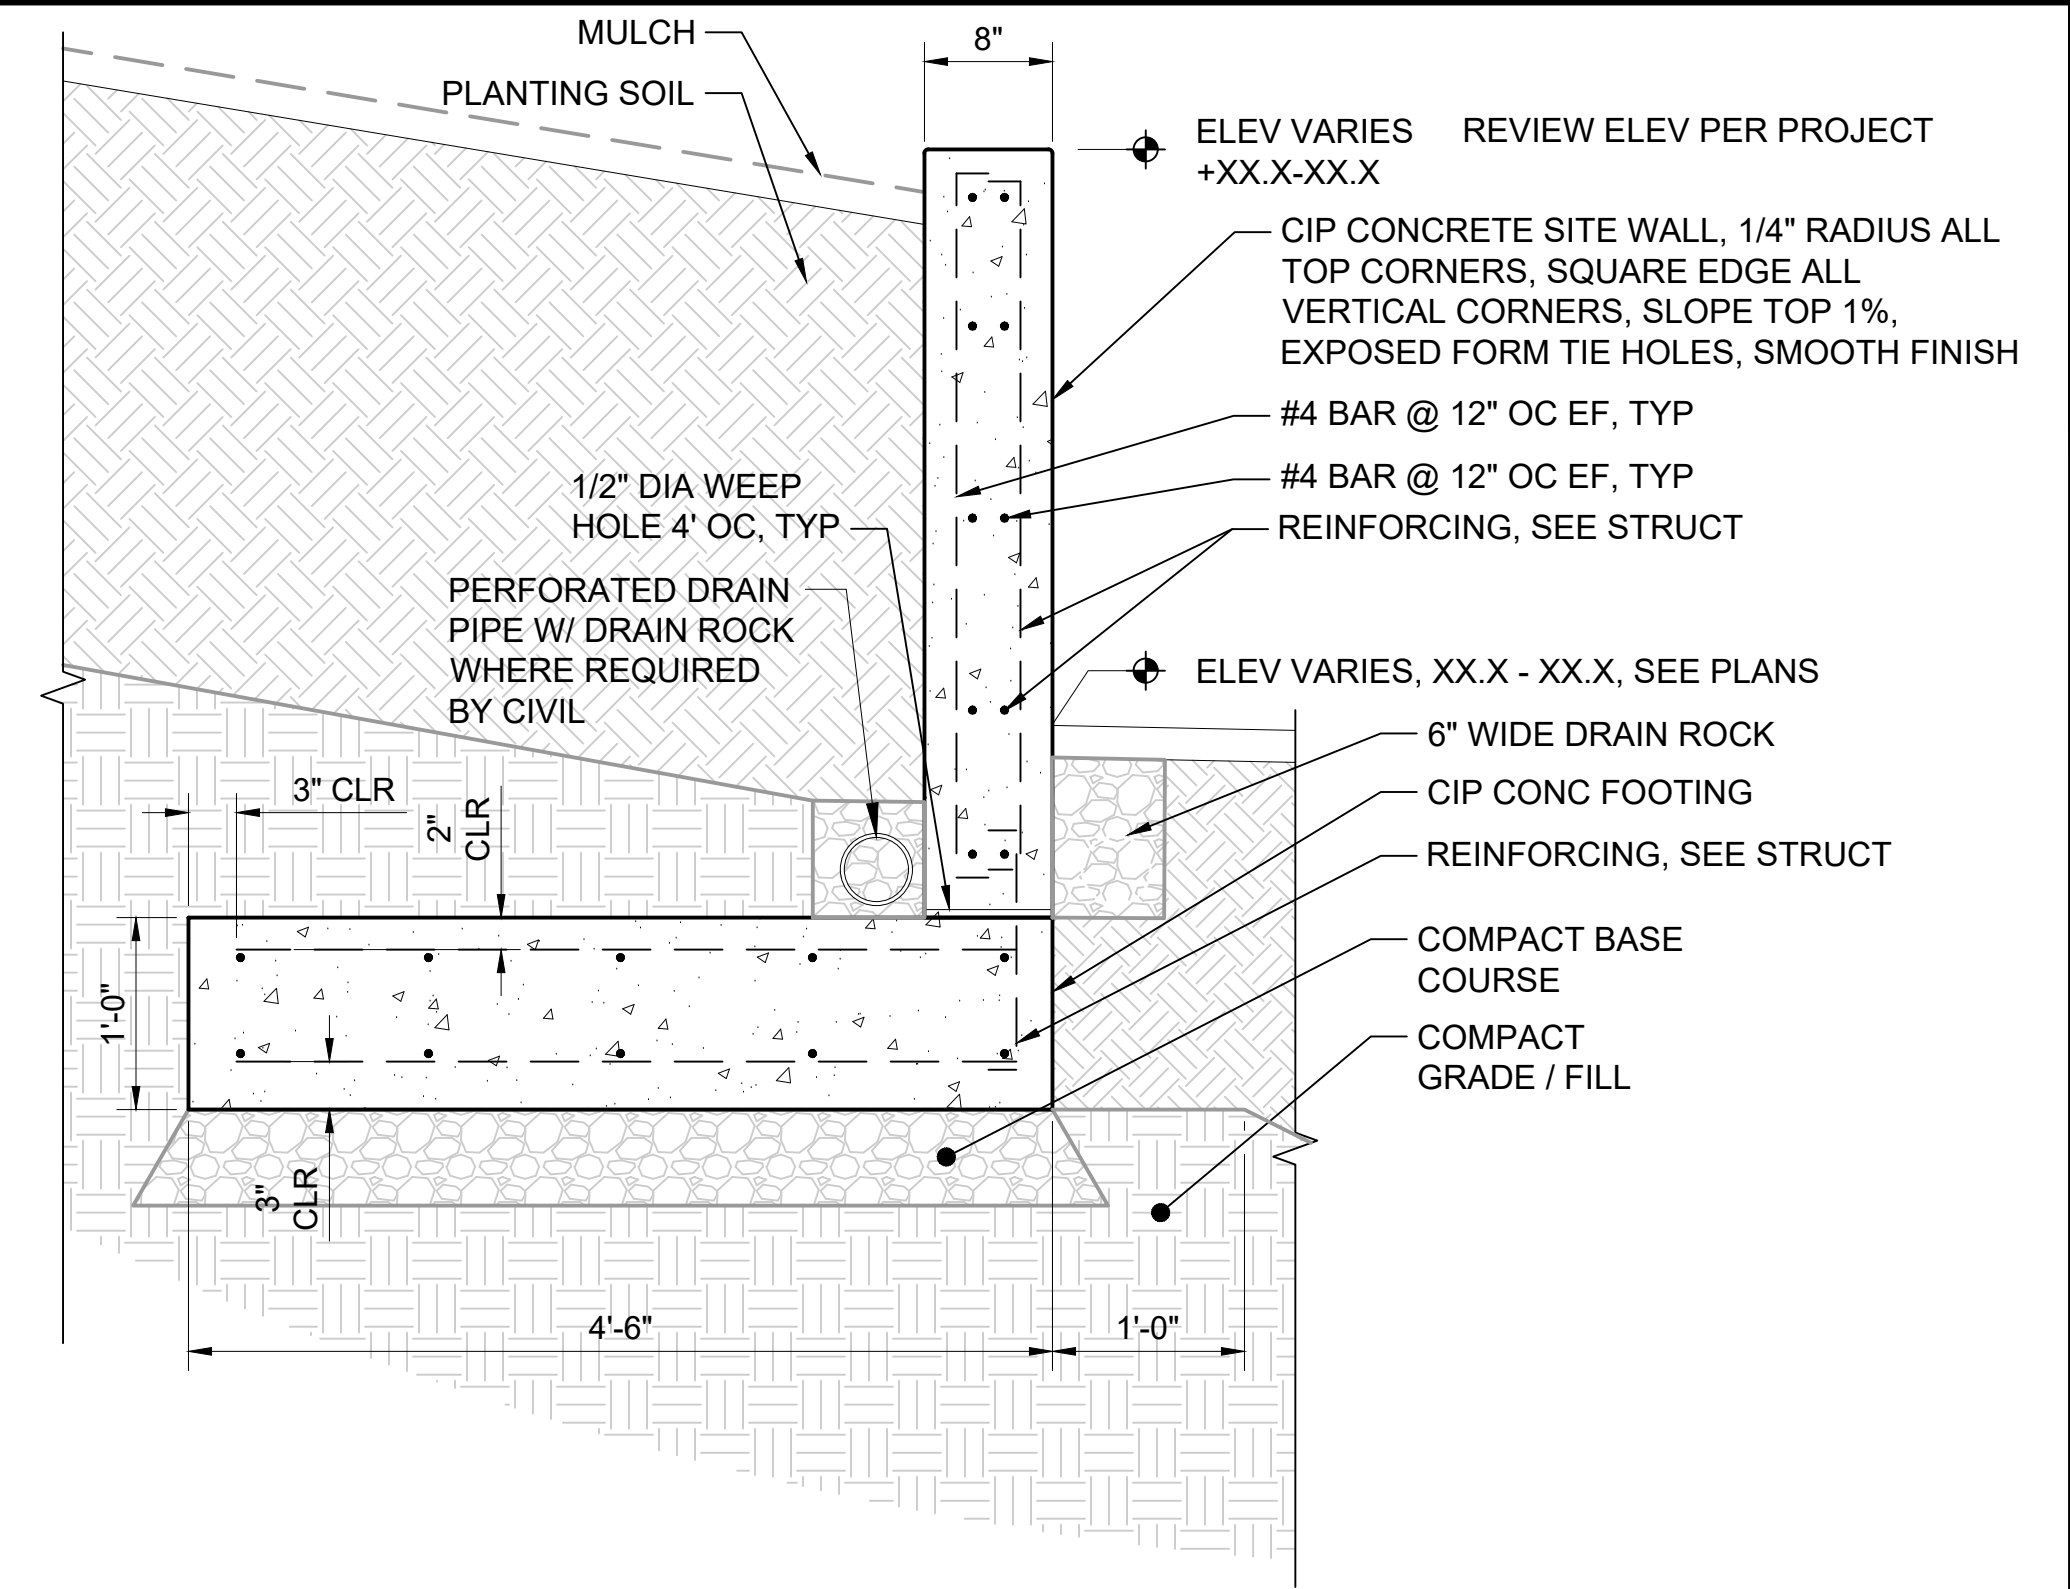 MULCH
PLANTING SOIL
8"
ELEV VARIES REVIEW ELEV PER PROJECT
+XX.X-XX.X
CIP CONCRETE SITE WALL, 1/4" RADIUS ALL
TOP CORNERS, SQUARE EDGE ALL
VERTICAL CORNERS, SLOPE TOP 1%,
EXPOSED FORM TIE HOLES, SMOOTH FINISH
#4 BAR @ 12" OC EF, TYP
#4 BAR @ 12" OC EF, TYP
REINFORCING, SEE STRUCT
1/2" DIA WEEP
HOLE 4' OC, TYP
PERFORATED DRAIN
PIPE W/ DRAIN ROCK
WHERE REQUIRED
BY CIVIL
ELEV VARIES, XX.X - XX.X, SEE PLANS
6" WIDE DRAIN ROCK
CIP CONC FOOTING
REINFORCING, SEE STRUCT
COMPACT BASE
COURSE
COMPACT
GRADE / FILL
3" CLR
2"
CLR
1'-0"
3"
CLR
4'-6"
1'-0"